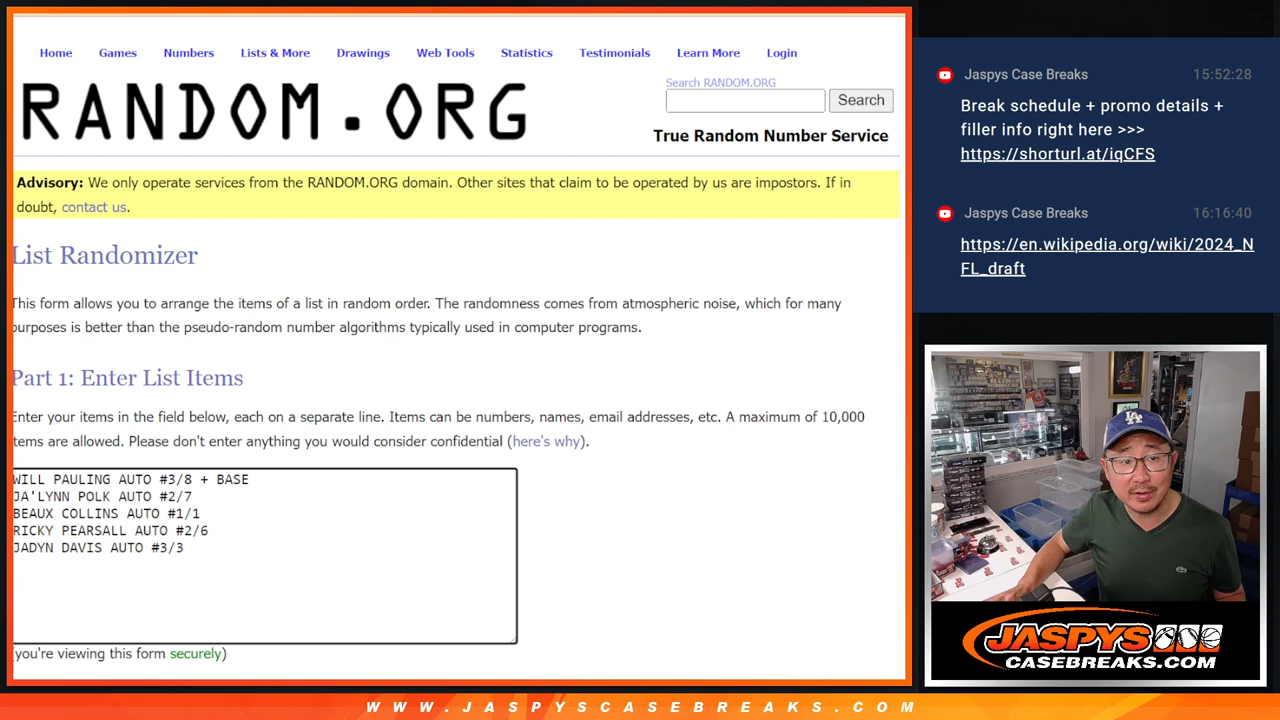 Home Games Numbers Lists & More Drawings Web Tools Statistics Testimonials Learn More Login
RANDOM.ORG
Search RANDOM.ORG
Search
True Random Number Service
Advisory: We only operate services from the RANDOM.ORG domain. Other sites that claim to be operated by us are impostors. If in
doubt, contact us.
List Randomizer
This form allows you to arrange the items of a list in random order. The randomness comes from atmospheric noise, which for many
purposes is better than the pseudo-random number algorithms typically used in computer programs.
Part 1: Enter List Items
Enter your items in the field below, each on a separate line. Items can be numbers, names, email addresses, etc. A maximum of 10,000
items are allowed. Please don't enter anything you would consider confidential (here's why).
WILL PAULING AUTO #3/8 + BASE
JA'LYNN POLK AUTO #2/7
BEAUX COLLINS AUTO #1/1
RICKY PEARSALL AUTO #2/6
JADYN DAVIS AUTO #3/3
(you're viewing this form securely)
Jaspys Case Breaks 15:52:28
Break schedule + promo details +
filler info right here >>>
https://shorturl.at/iqCFS
Jaspys Case Breaks 16:16:40
https://en.wikipedia.org/wiki/2024_N
FL_draft
LA
JASPYS
CASEBREAKS.COM
WWW.JASPYSCASEBREAKS.COM